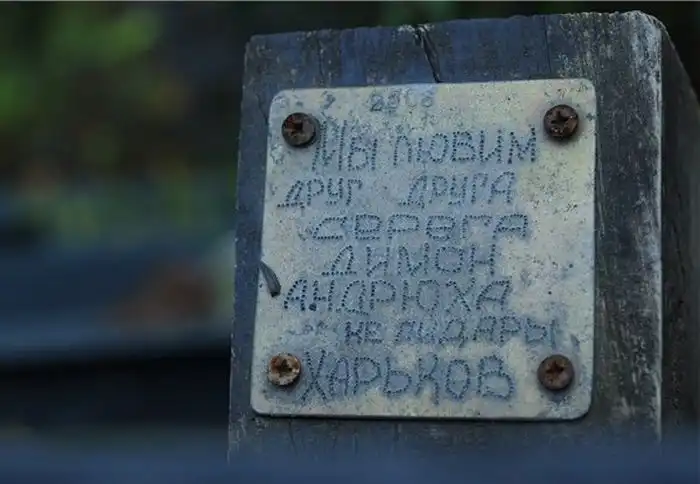 2008
Мы любим
друг друга
Серега
Димон
Андрюха
не пидары
Харьков